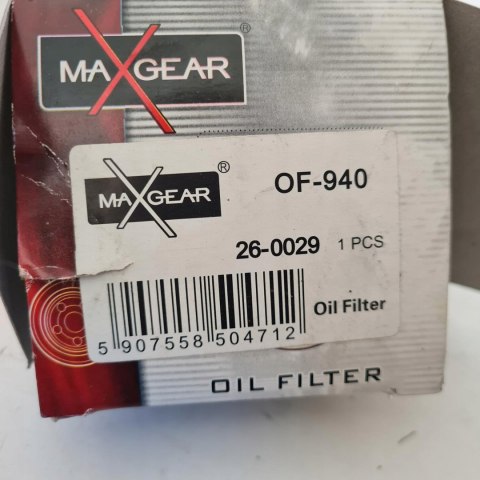 MAXGEAR ®
MAXGEAR ®
OF-940
26-0029 1 PCS
Oil Filter
5 907558 504712
OIL FILTER